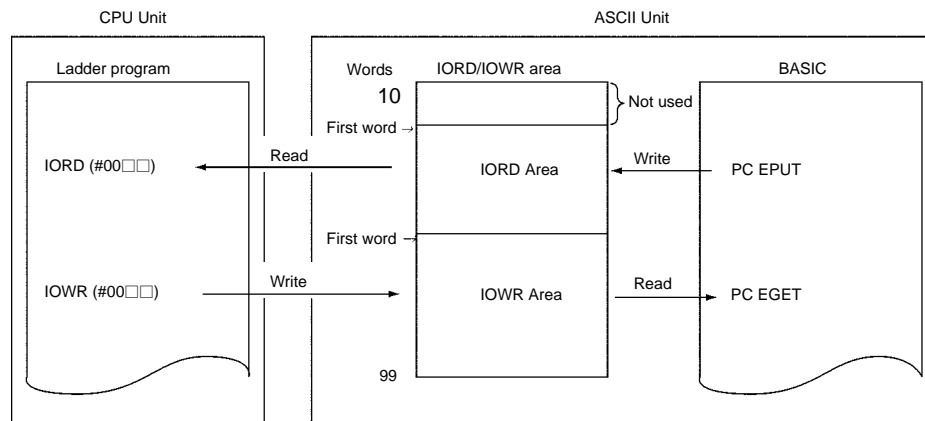 CPU Unit
ASCII Unit
Ladder program
Words
IORD/IOWR area
BASIC
10
Not used
First word
IORD (#00□□)
Read
IORD Area
Write
PC EPUT
First word
IOWR (#00□□)
Write
IOWR Area
Read
PC EGET
99